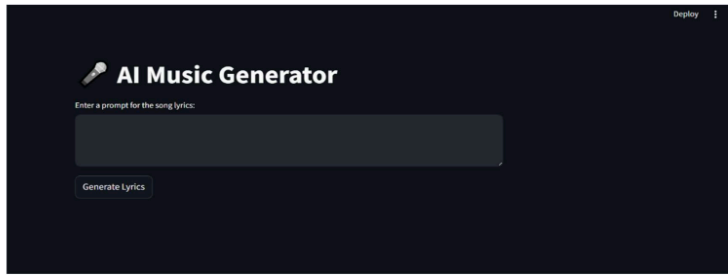 Deploy
AI Music Generator
Enter a prompt for the song lyrics:
Generate Lyrics